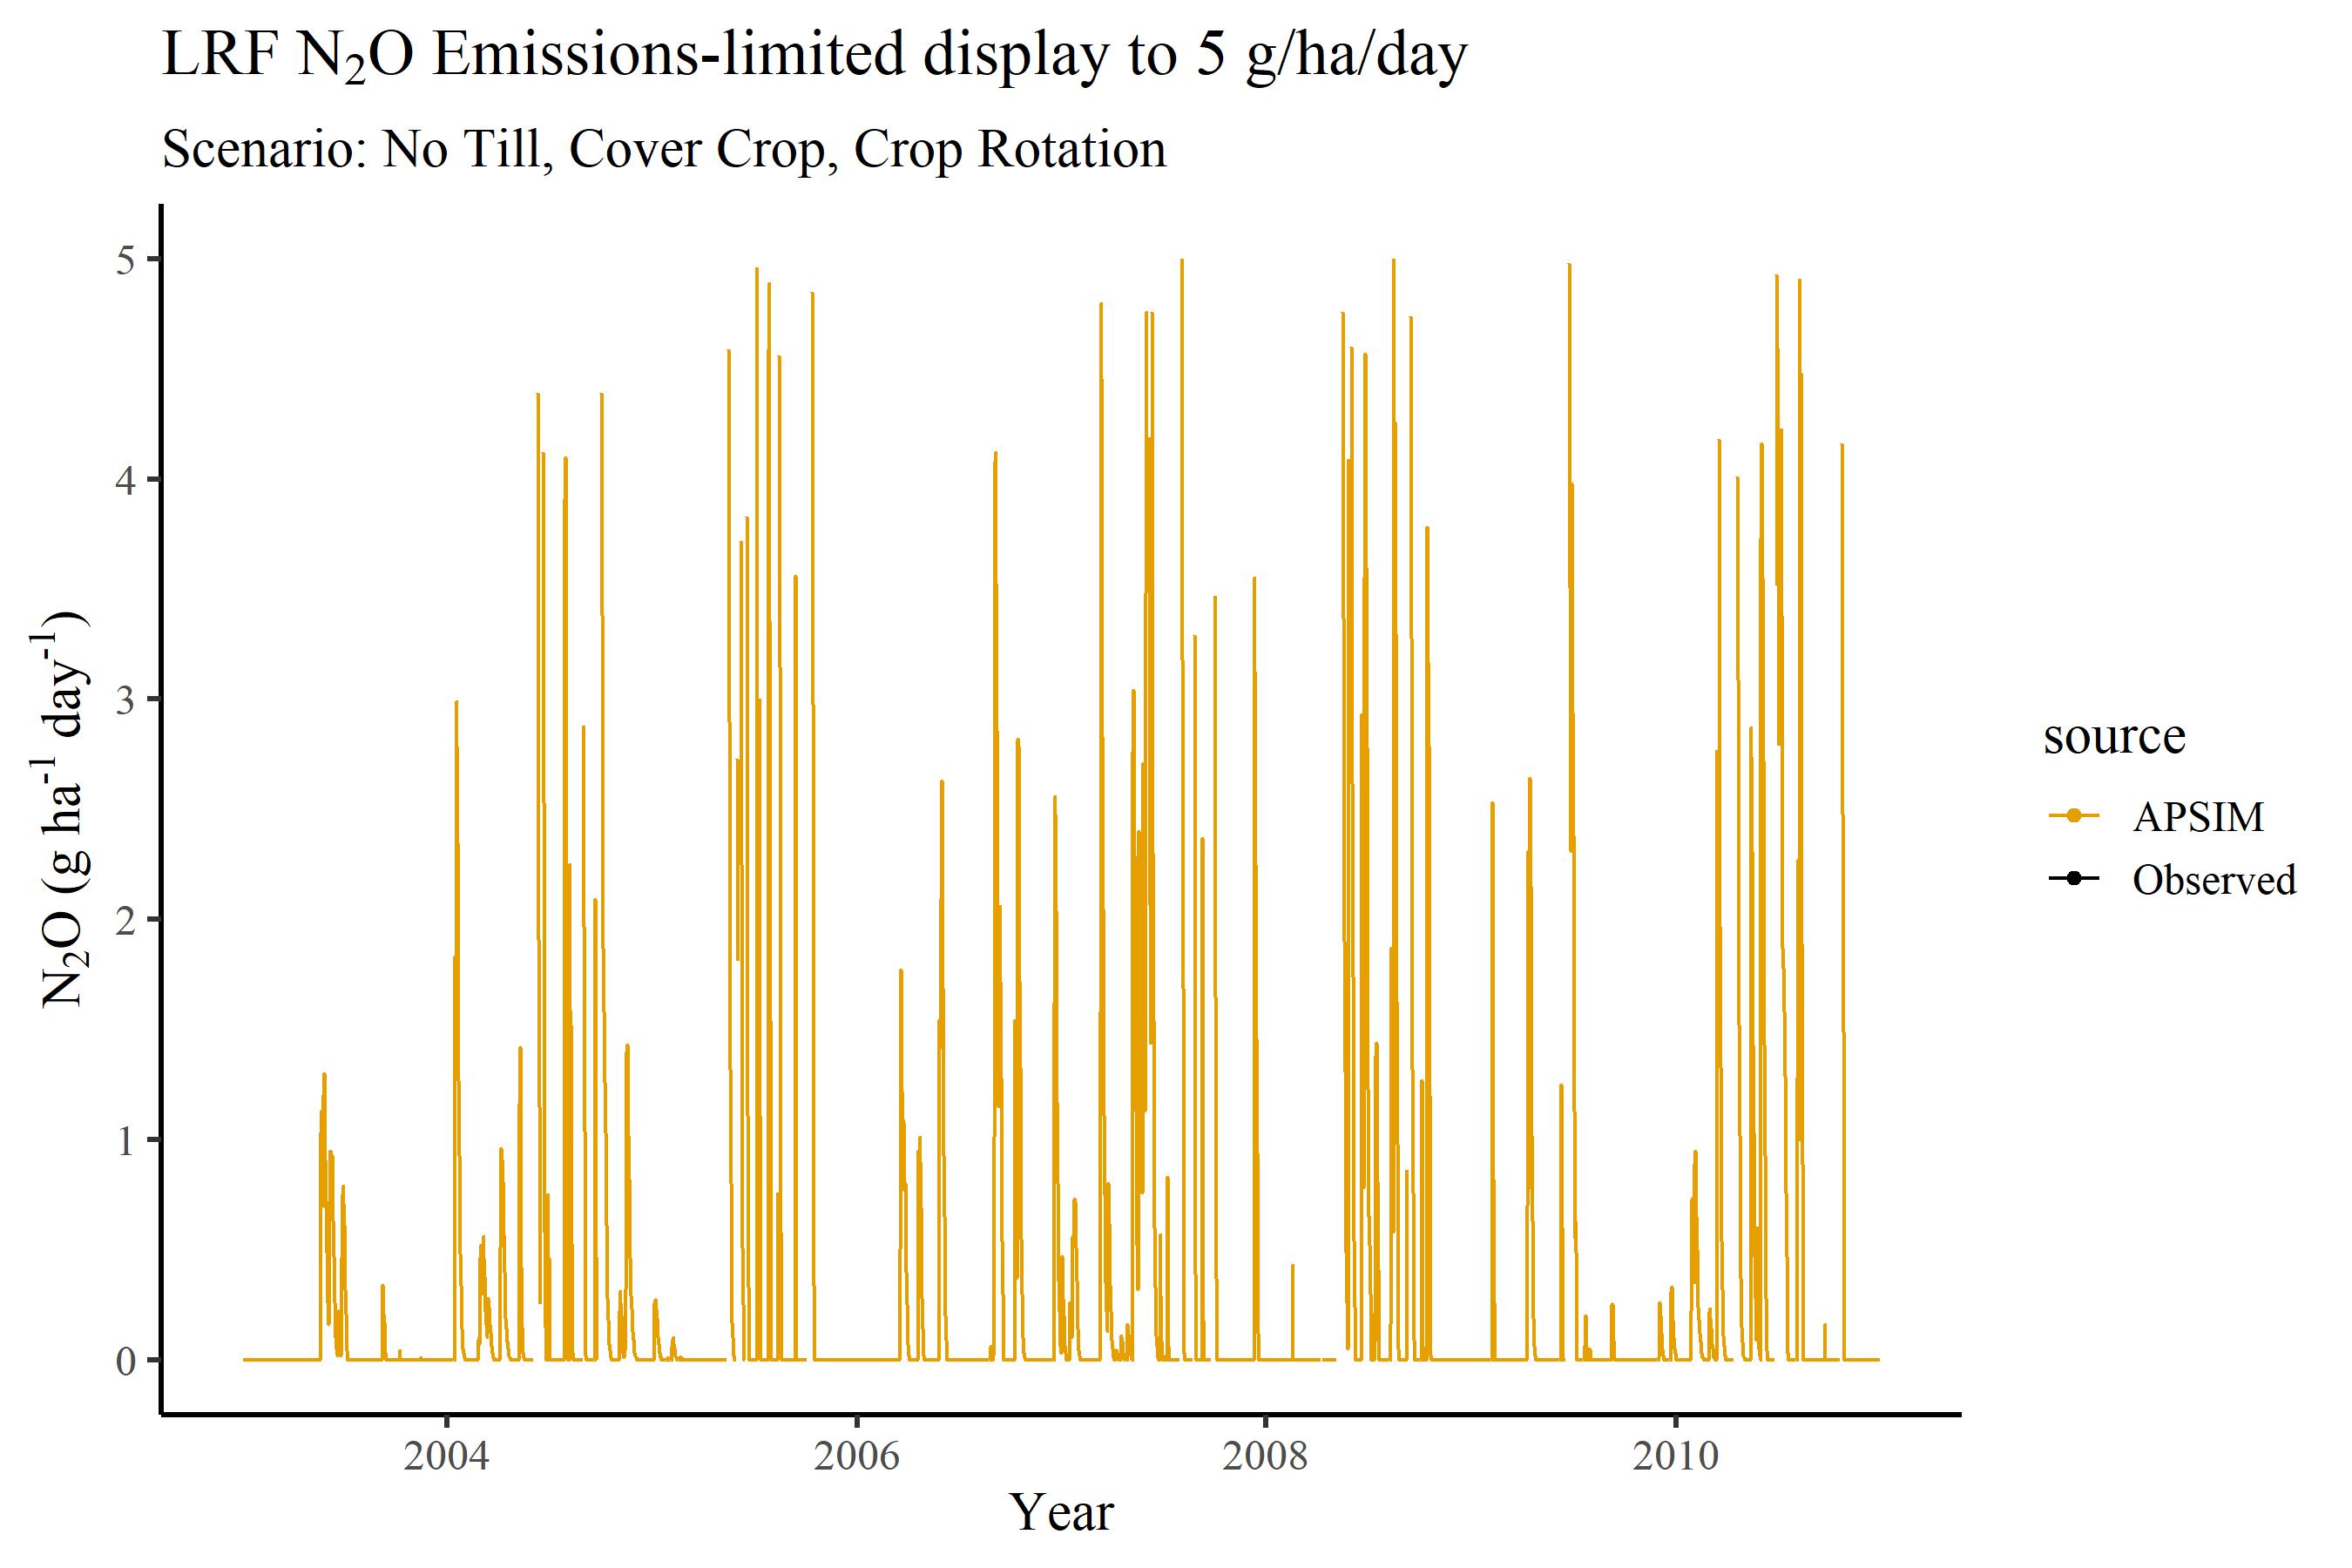 LRF N₂O Emissions-limited display to 5 g/ha/day
Scenario: No Till, Cover Crop, Crop Rotation
N₂O (g ha⁻¹ day⁻¹)
5
4
3
2
1
0
2004
2006
2008
2010
Year
source
APSIM
Observed